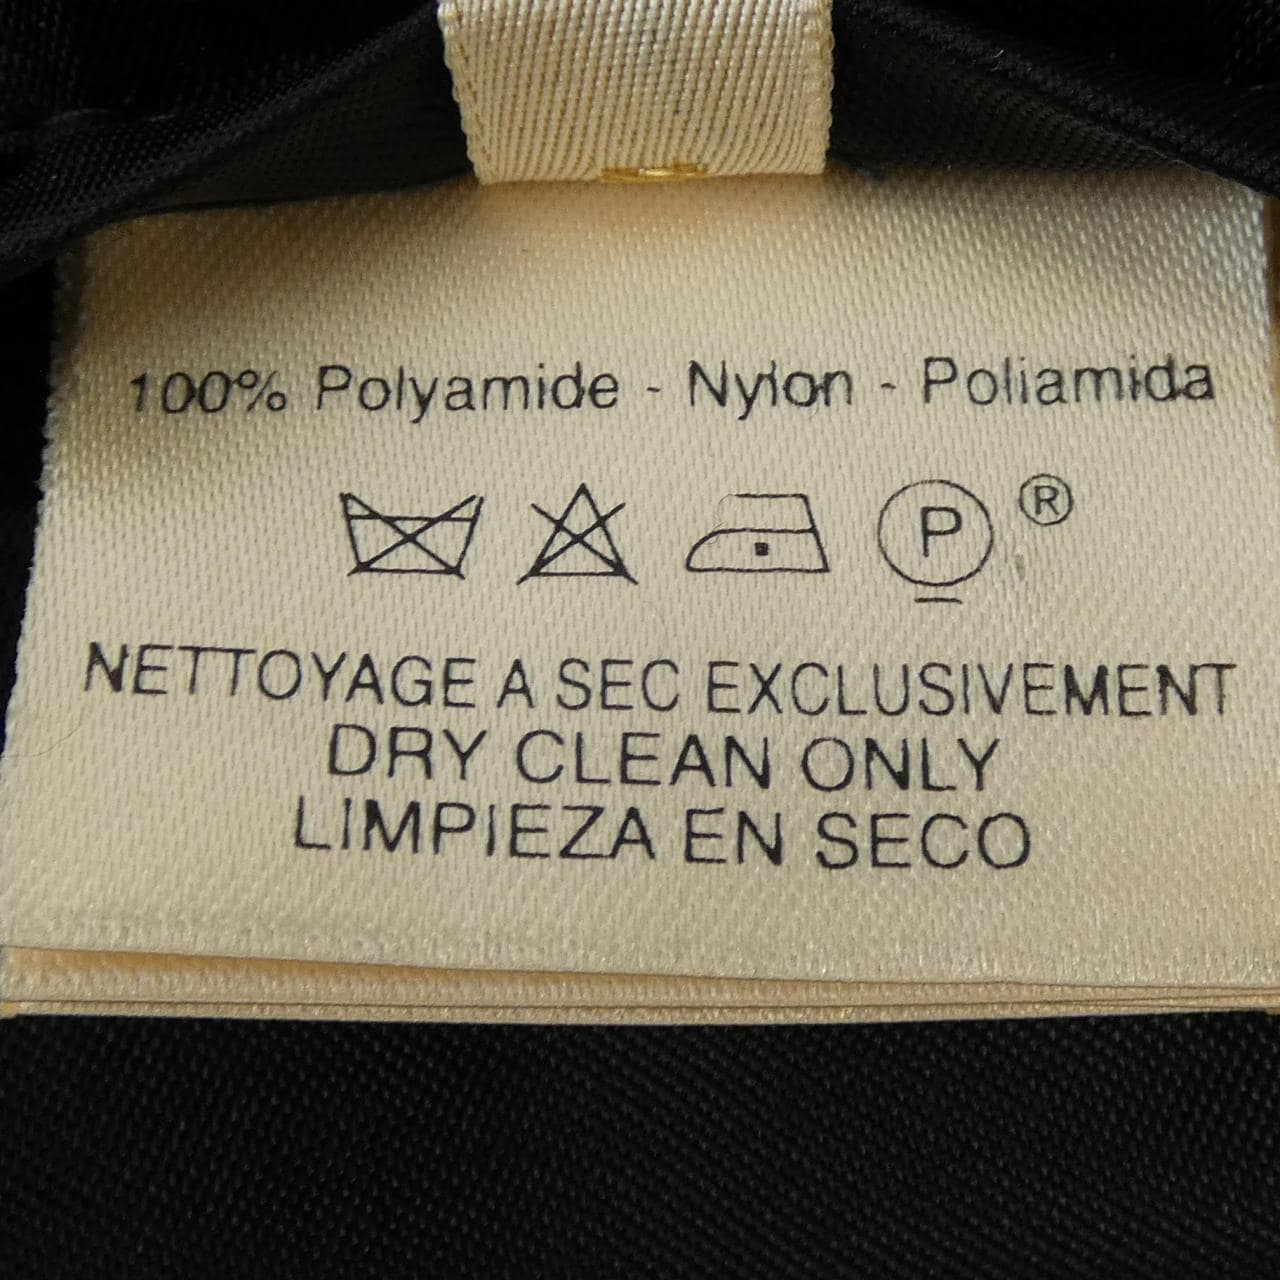 100% Polyamide - Nylon - Poliamida
P ®
NETTOYAGE A SEC EXCLUSIVEMENT
DRY CLEAN ONLY
LIMPIEZA EN SECO